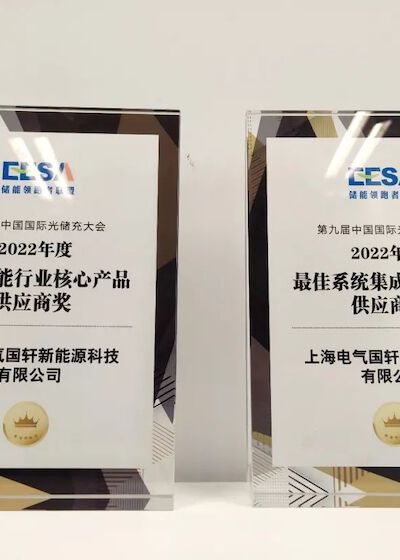 EESA
储能领跑者联盟
中国国际光储充大会
2022年度
能行业核心产品
供应商奖
气国轩新能源科技
有限公司
EESA
储能领跑者
第九届中国国际光
2022年
最佳系统集成
供应商
上海电气国轩
有限公